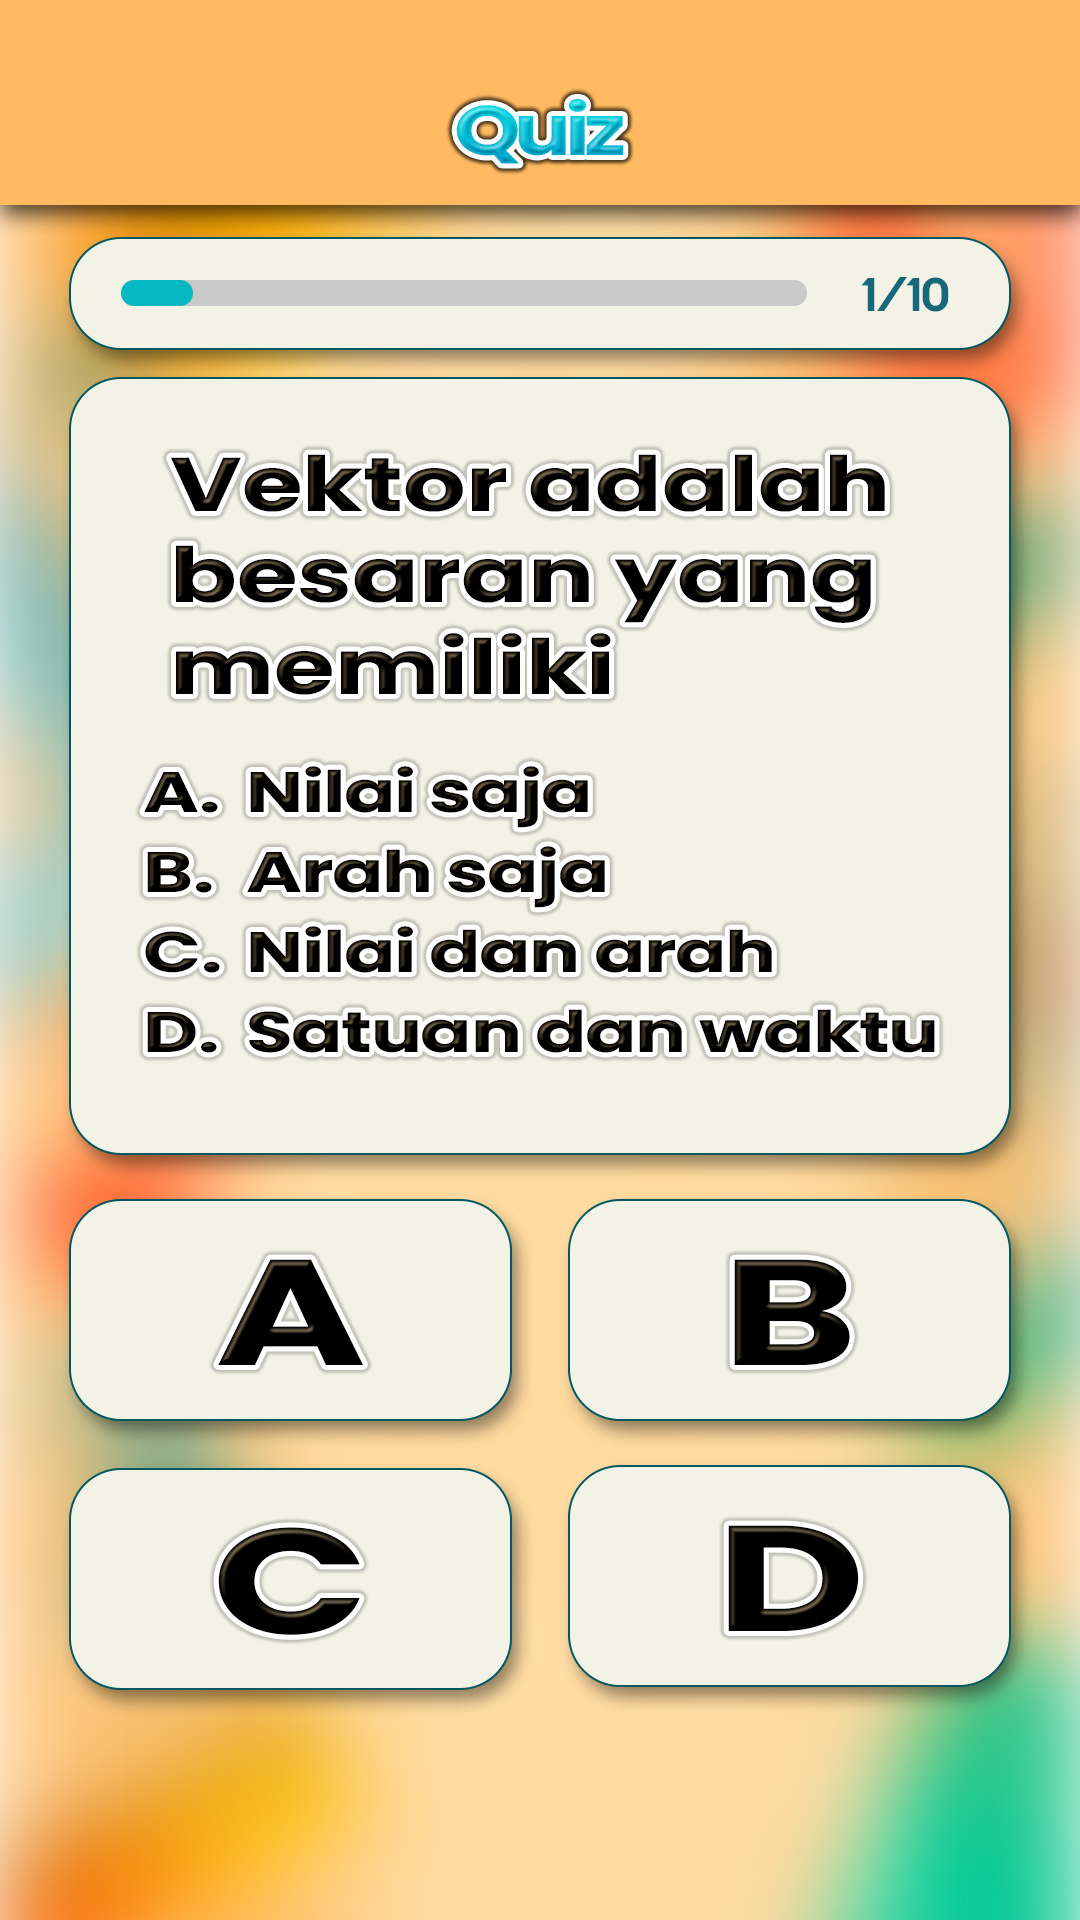 Quiz
1/10
Vektor adalah
besaran yang
memiliki
A. Nilai saja
B. Arah saja
C. Nilai dan arah
D. Satuan dan waktu
A
B
C
D